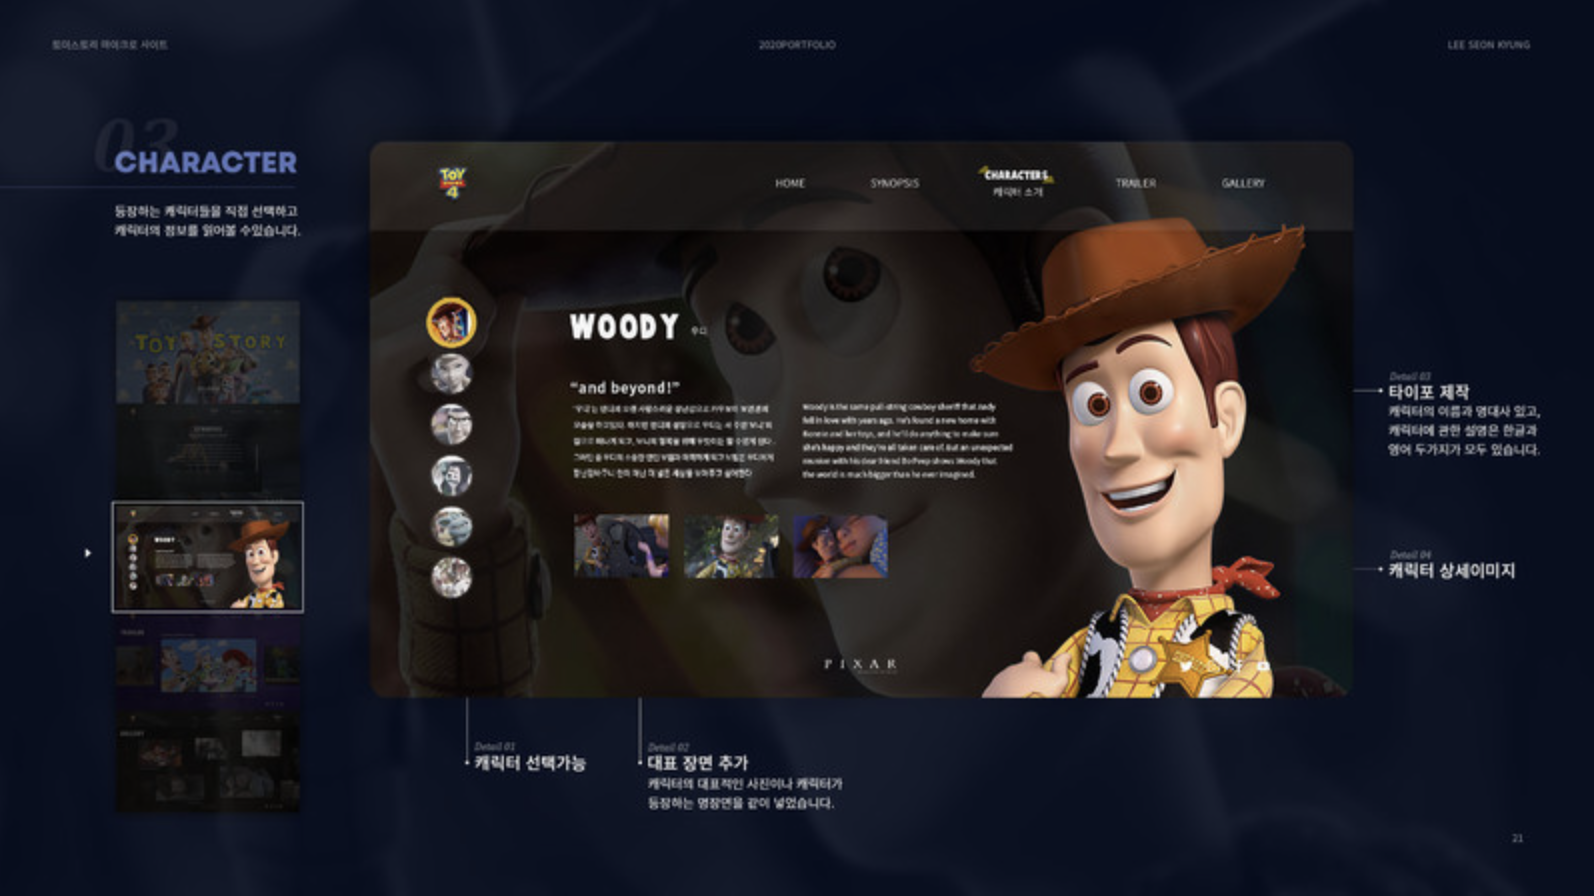 토이스토리 마이크로 사이트
2020PORTFOLIO
LEE SEON KYUNG
03
CHARACTER
등장하는 캐릭터들을 직접 선택하고
캐릭터의 정보를 읽어볼 수있습니다.
TOY STORY
TOY
STORY
4
HOME
SYNOPSIS
CHARACTERS
캐릭터 소개
TRAILER
GALLERY
WOODY 우디
“and beyond!”
Woody is the same pull-string cowboy sheriff that Andy
fell in love with years ago. He's found a new home with
Bonnie and her toys, and he'll do anything to make sure
she's happy and they're all taken care of. But an unexpected
reunion with his dear friend Bo Peep shows Woody that
the world is much bigger than he ever imagined.
PIXAR
Detail 01
캐릭터 선택가능
Detail 02
대표 장면 추가
캐릭터의 대표적인 사진이나 캐릭터가
등장하는 명장면을 같이 넣었습니다.
Detail 03
타이포 제작
캐릭터의 이름과 명대사 있고,
캐릭터에 관한 설명은 한글과
영어 두가지가 모두 있습니다.
Detail 04
캐릭터 상세이미지
21